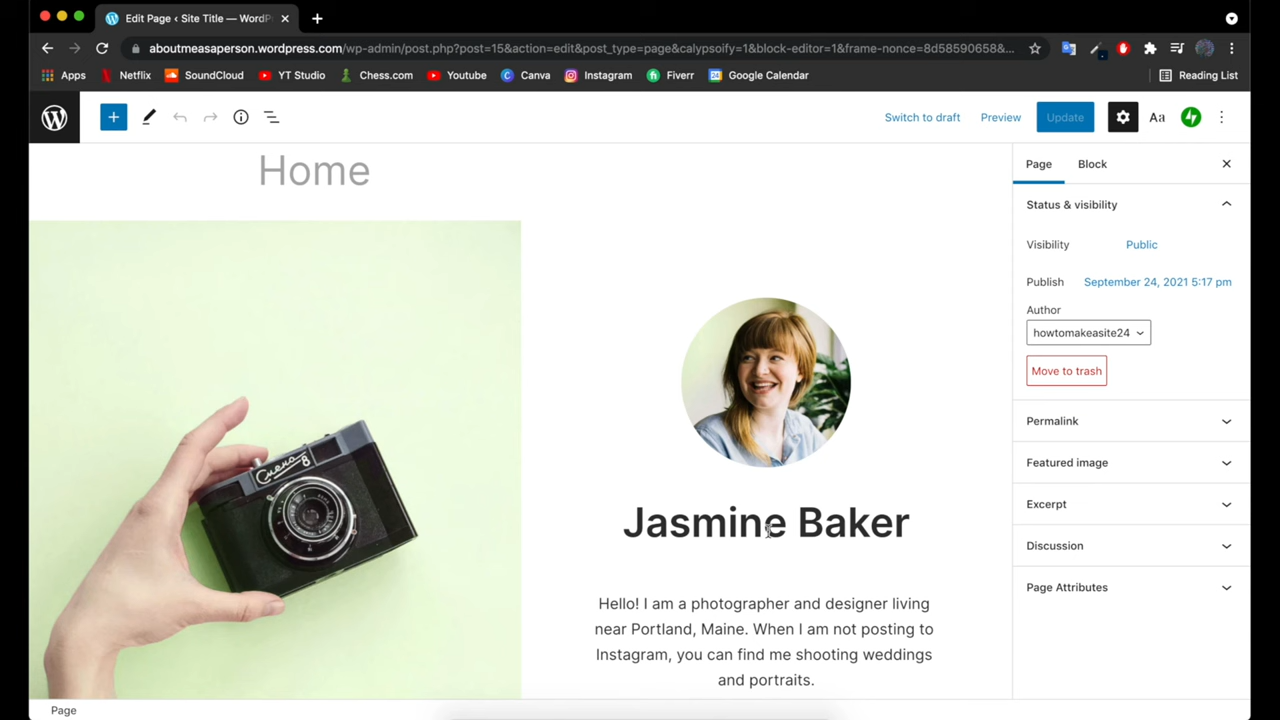 Edit Page ‹ Site Title — WordP
aboutmeasaperson.wordpress.com/wp-admin/post.php?post=15&action=edit&post_type=page&calypsoify=1&block-editor=1&frame-nonce=8d58590658&...
Apps Netflix SoundCloud YT Studio Chess.com Youtube Canva Instagram Fiverr Google Calendar Reading List
Switch to draft Preview Update Aa
Home
Page Block
Status & visibility
Visibility Public
Publish September 24, 2021 5:17 pm
Author
howtomakeasite24
Move to trash
Permalink
Featured image
Excerpt
Discussion
Page Attributes
Смена 8
Jasmine Baker
Hello! I am a photographer and designer living
near Portland, Maine. When I am not posting to
Instagram, you can find me shooting weddings
and portraits.
Page